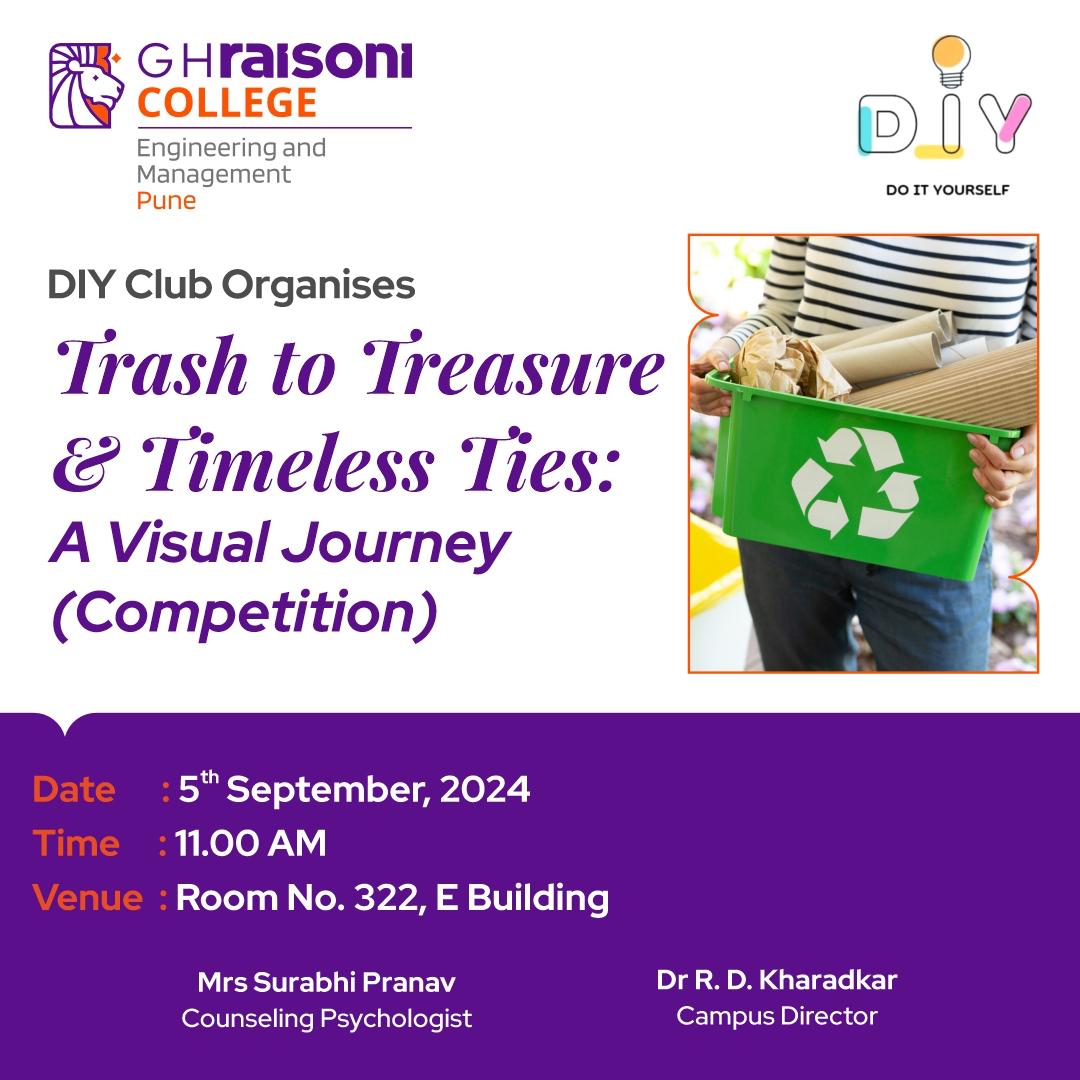 GHraisoni
COLLEGE
Engineering and
Management
Pune
DIY
DO IT YOURSELF
DIY Club Organises
Trash to Treasure
& Timeless Ties:
A Visual Journey
(Competition)
Date : 5th September, 2024
Time : 11.00 AM
Venue : Room No. 322, E Building
Mrs Surabhi Pranav
Counseling Psychologist
Dr R. D. Kharadkar
Campus Director